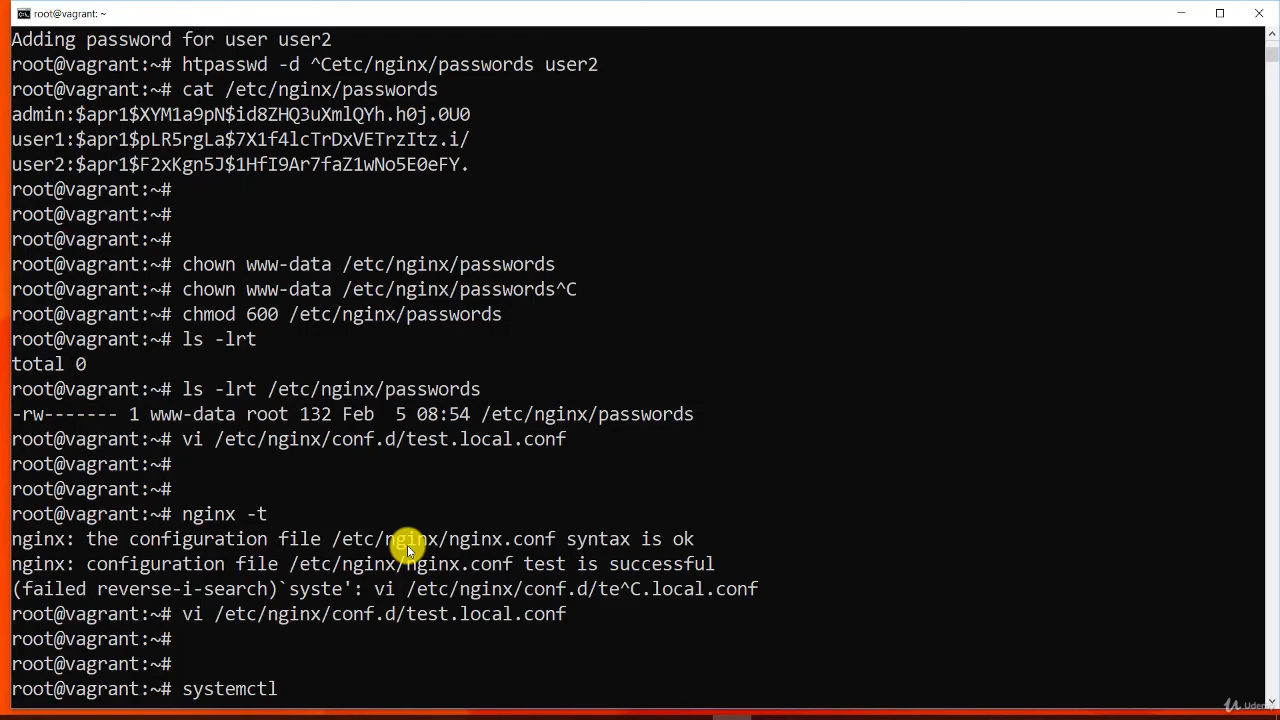 root@vagrant: ~
Adding password for user user2
root@vagrant:~# htpasswd -d ^Cetc/nginx/passwords user2
root@vagrant:~# cat /etc/nginx/passwords
admin:$apr1$XYM1a9pN$id8ZHQ3uXmlQYh.h0j.0U0
user1:$apr1$pLR5rgLa$7X1f4lcTrDxVETrzItz.i/
user2:$apr1$F2xKgn5J$1HfI9Ar7faZ1wNo5E0eFY.
root@vagrant:~#
root@vagrant:~#
root@vagrant:~#
root@vagrant:~# chown www-data /etc/nginx/passwords
root@vagrant:~# chown www-data /etc/nginx/passwords^C
root@vagrant:~# chmod 600 /etc/nginx/passwords
root@vagrant:~# ls -lrt
total 0
root@vagrant:~# ls -lrt /etc/nginx/passwords
-rw------- 1 www-data root 132 Feb  5 08:54 /etc/nginx/passwords
root@vagrant:~# vi /etc/nginx/conf.d/test.local.conf
root@vagrant:~#
root@vagrant:~#
root@vagrant:~# nginx -t
nginx: the configuration file /etc/nginx/nginx.conf syntax is ok
nginx: configuration file /etc/nginx/nginx.conf test is successful
(failed reverse-i-search)`syste': vi /etc/nginx/conf.d/te^C.local.conf
root@vagrant:~# vi /etc/nginx/conf.d/test.local.conf
root@vagrant:~#
root@vagrant:~#
root@vagrant:~# systemctl
Udemy